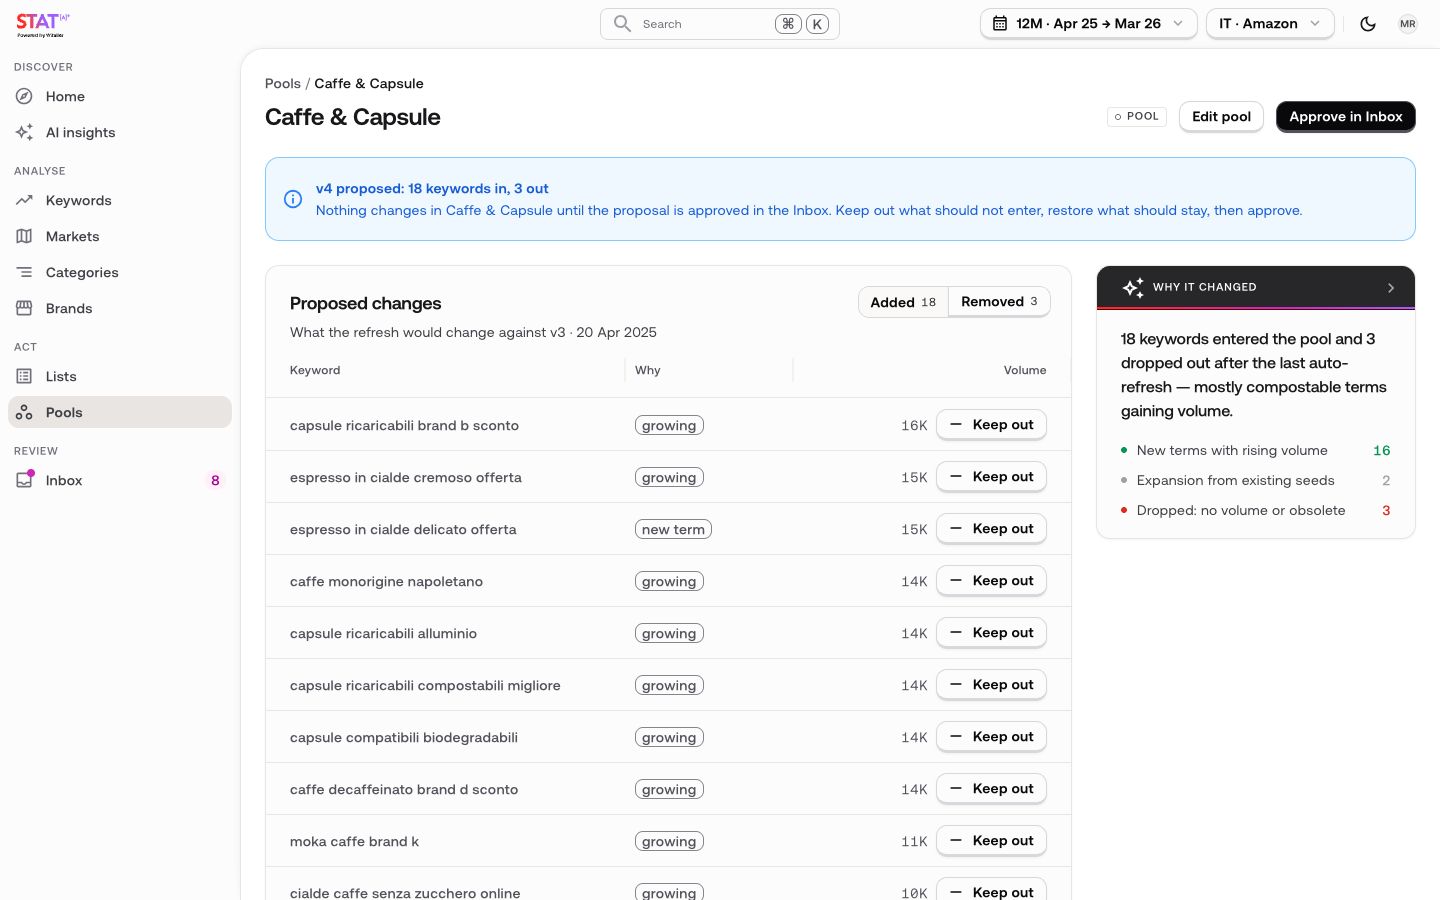 STAT |AI|+
Powered by Witailer
Search
⌘ K
12M · Apr 25 → Mar 26
IT · Amazon
MR
DISCOVER
Home
AI insights
ANALYSE
Keywords
Markets
Categories
Brands
ACT
Lists
Pools
REVIEW
Inbox 8
Pools / Caffe & Capsule
Caffe & Capsule
POOL
Edit pool
Approve in Inbox
v4 proposed: 18 keywords in, 3 out
Nothing changes in Caffe & Capsule until the proposal is approved in the Inbox. Keep out what should not enter, restore what should stay, then approve.
Proposed changes
Added 18
Removed 3
What the refresh would change against v3 · 20 Apr 2025
Keyword Why Volume
capsule ricaricabili brand b sconto growing 16K Keep out
espresso in cialde cremoso offerta growing 15K Keep out
espresso in cialde delicato offerta new term 15K Keep out
caffe monorigine napoletano growing 14K Keep out
capsule ricaricabili alluminio growing 14K Keep out
capsule ricaricabili compostabili migliore growing 14K Keep out
capsule compatibili biodegradabili growing 14K Keep out
caffe decaffeinato brand d sconto growing 14K Keep out
moka caffe brand k growing 11K Keep out
cialde caffe senza zucchero online growing 10K Keep out
WHY IT CHANGED
18 keywords entered the pool and 3
dropped out after the last auto-
refresh — mostly compostable terms
gaining volume.
New terms with rising volume 16
Expansion from existing seeds 2
Dropped: no volume or obsolete 3